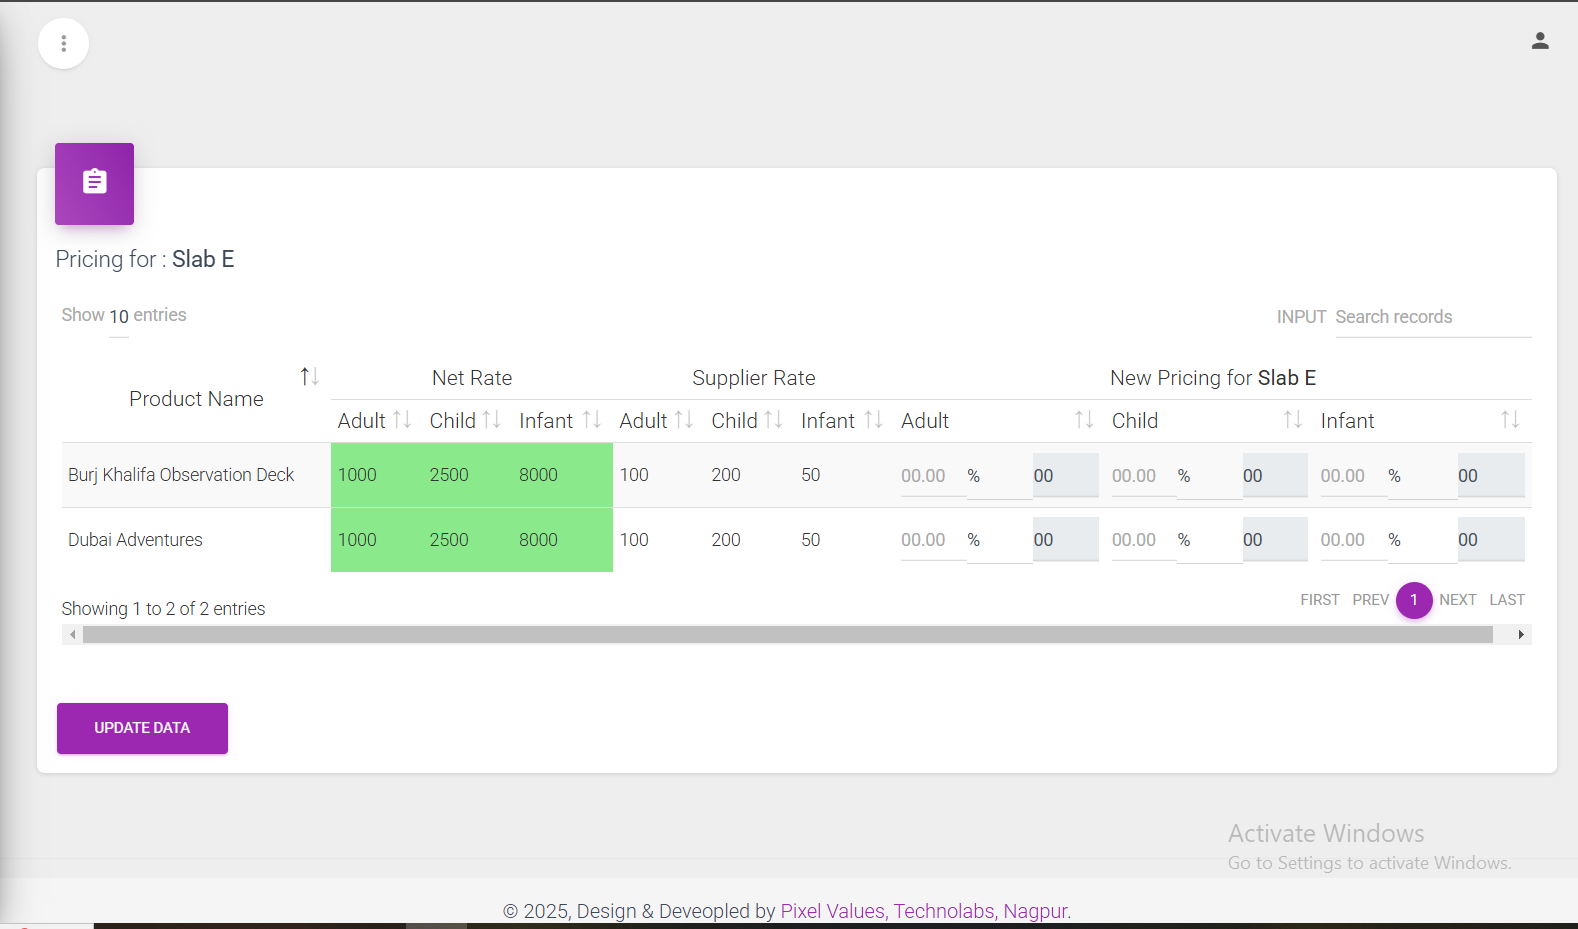 Pricing for : Slab E
Show 10 entries
INPUT Search records
Product Name Net Rate Supplier Rate New Pricing for Slab E
Adult Child Infant Adult Child Infant Adult Child Infant
Burj Khalifa Observation Deck 1000 2500 8000 100 200 50 00.00 % 00 00.00 % 00 00.00 % 00
Dubai Adventures 1000 2500 8000 100 200 50 00.00 % 00 00.00 % 00 00.00 % 00
Showing 1 to 2 of 2 entries
FIRST PREV 1 NEXT LAST
UPDATE DATA
Activate Windows
Go to Settings to activate Windows.
© 2025, Design & Deveopled by Pixel Values, Technolabs, Nagpur.